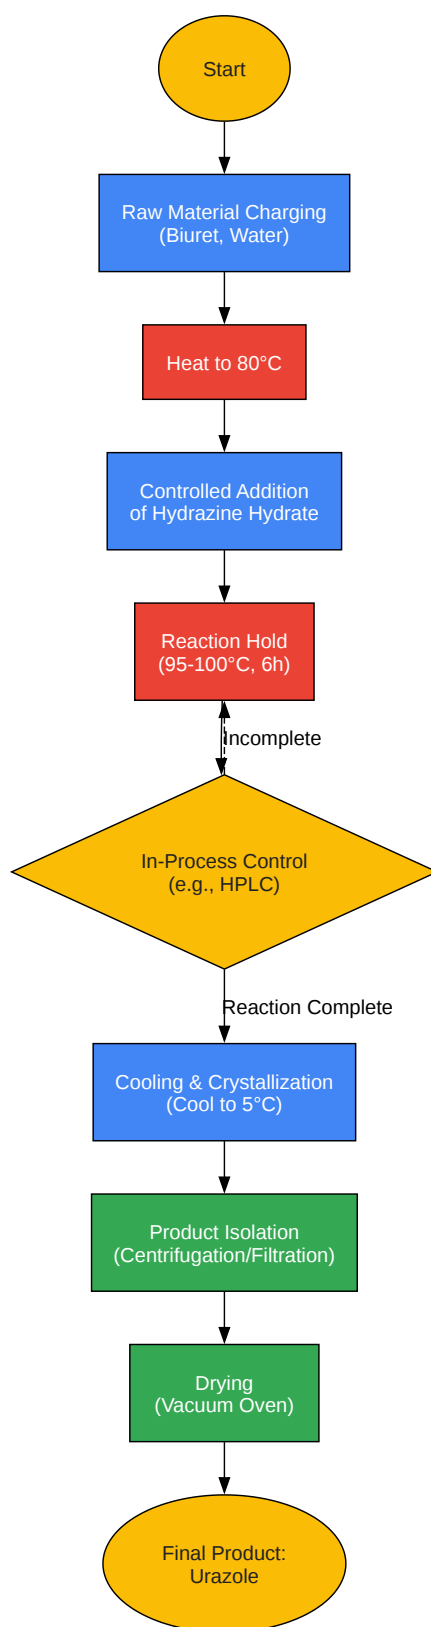 Start
Raw Material Charging
(Biuret, Water)
Heat to 80°C
Controlled Addition
of Hydrazine Hydrate
Reaction Hold
(95-100°C, 6h)
Incomplete
In-Process Control
(e.g., HPLC)
Reaction Complete
Cooling & Crystallization
(Cool to 5°C)
Product Isolation
(Centrifugation/Filtration)
Drying
(Vacuum Oven)
Final Product:
Urazole